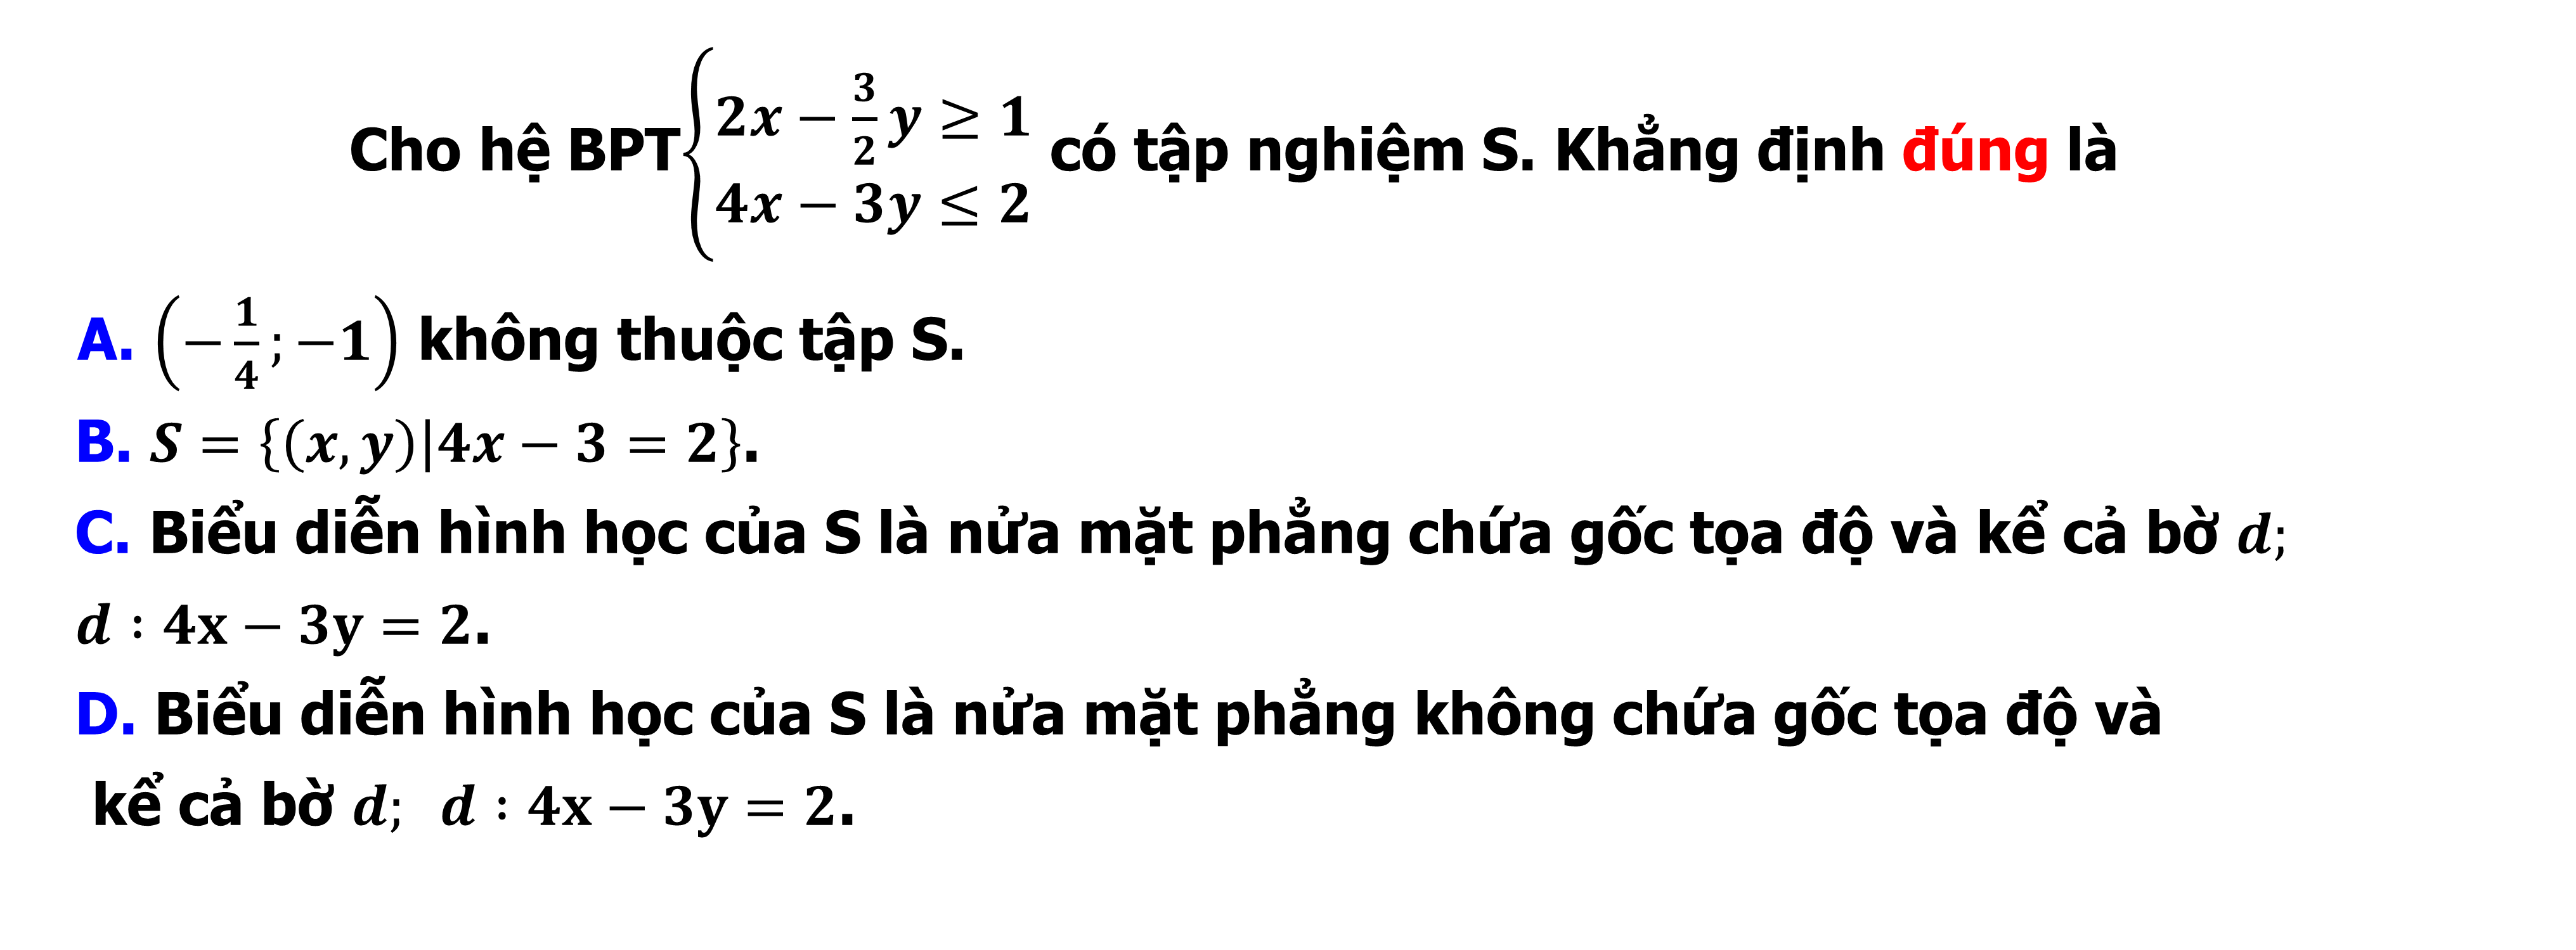 Cho hệ BPT { 2x − 3/2 y ≥ 1 ; 4x − 3y ≤ 2 có tập nghiệm S. Khẳng định đúng là
A. (−1/4; −1) không thuộc tập S.
B. S = {(x, y)|4x − 3 = 2}.
C. Biểu diễn hình học của S là nửa mặt phẳng chứa gốc tọa độ và kể cả bờ d;
d : 4x − 3y = 2.
D. Biểu diễn hình học của S là nửa mặt phẳng không chứa gốc tọa độ và
kể cả bờ d; d : 4x − 3y = 2.